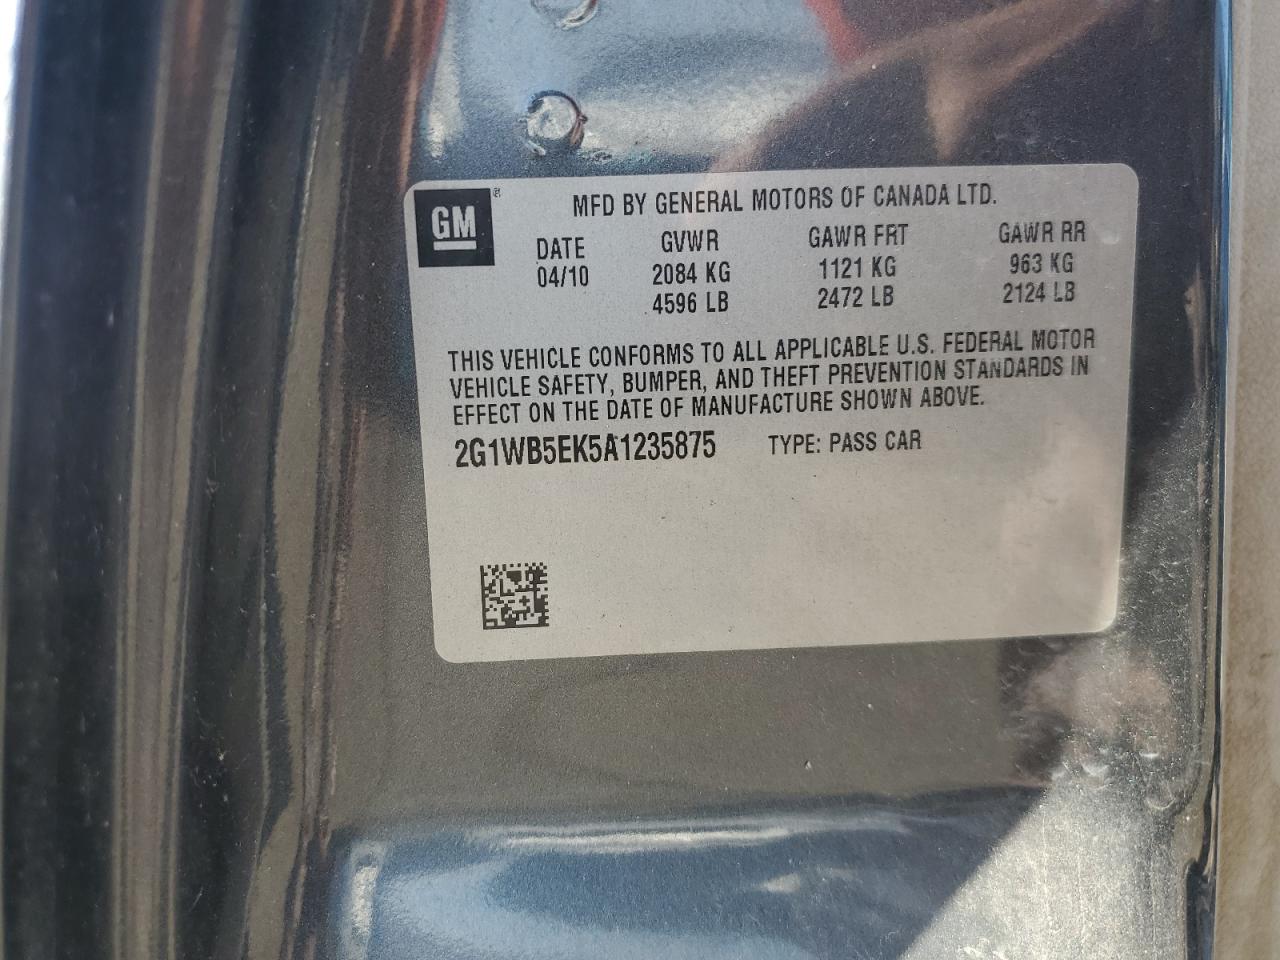 GM ®
MFD BY GENERAL MOTORS OF CANADA LTD.
DATE GVWR GAWR FRT GAWR RR
04/10 2084 KG 1121 KG 963 KG
4596 LB 2472 LB 2124 LB
THIS VEHICLE CONFORMS TO ALL APPLICABLE U.S. FEDERAL MOTOR
VEHICLE SAFETY, BUMPER, AND THEFT PREVENTION STANDARDS IN
EFFECT ON THE DATE OF MANUFACTURE SHOWN ABOVE.
2G1WB5EK5A1235875 TYPE: PASS CAR